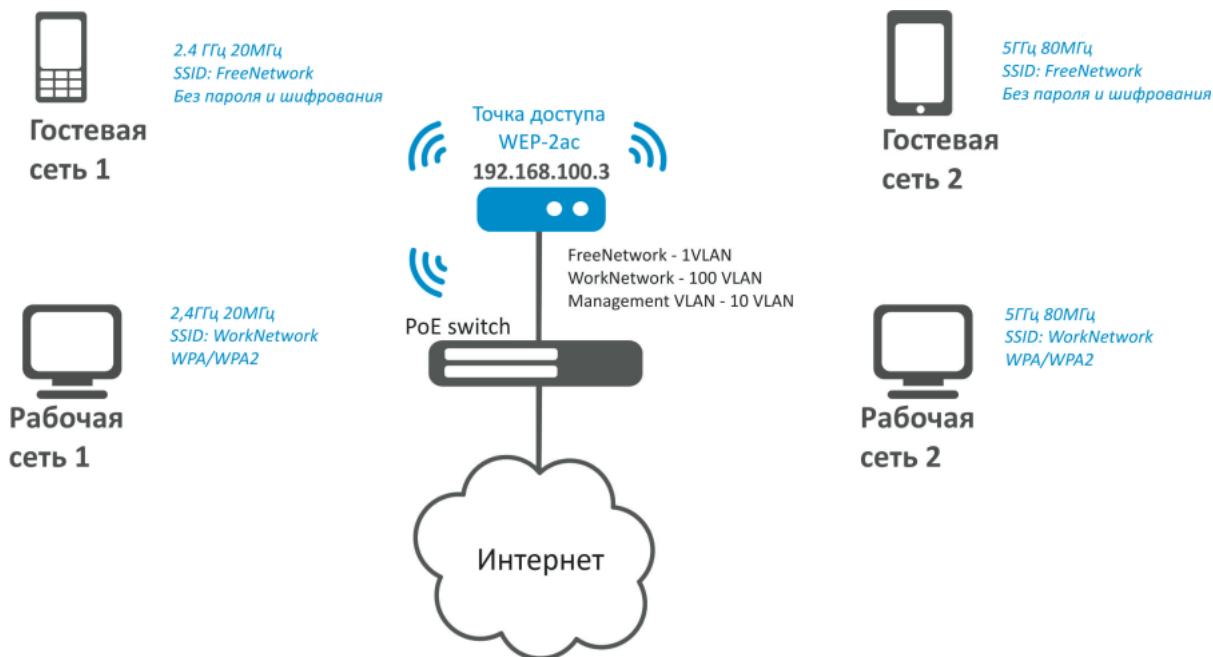 2.4 ГГц 20МГц
SSID: FreeNetwork
Без пароля и шифрования
Гостевая
сеть 1
Точка доступа
WEP-2ac
192.168.100.3
5ГГц 80МГц
SSID: FreeNetwork
Без пароля и шифрования
Гостевая
сеть 2
FreeNetwork - 1VLAN
WorkNetwork - 100 VLAN
Management VLAN - 10 VLAN
2,4ГГц 20МГц
SSID: WorkNetwork
WPA/WPA2
Рабочая
сеть 1
PoE switch
5ГГц 80МГц
SSID: WorkNetwork
WPA/WPA2
Рабочая
сеть 2
Интернет